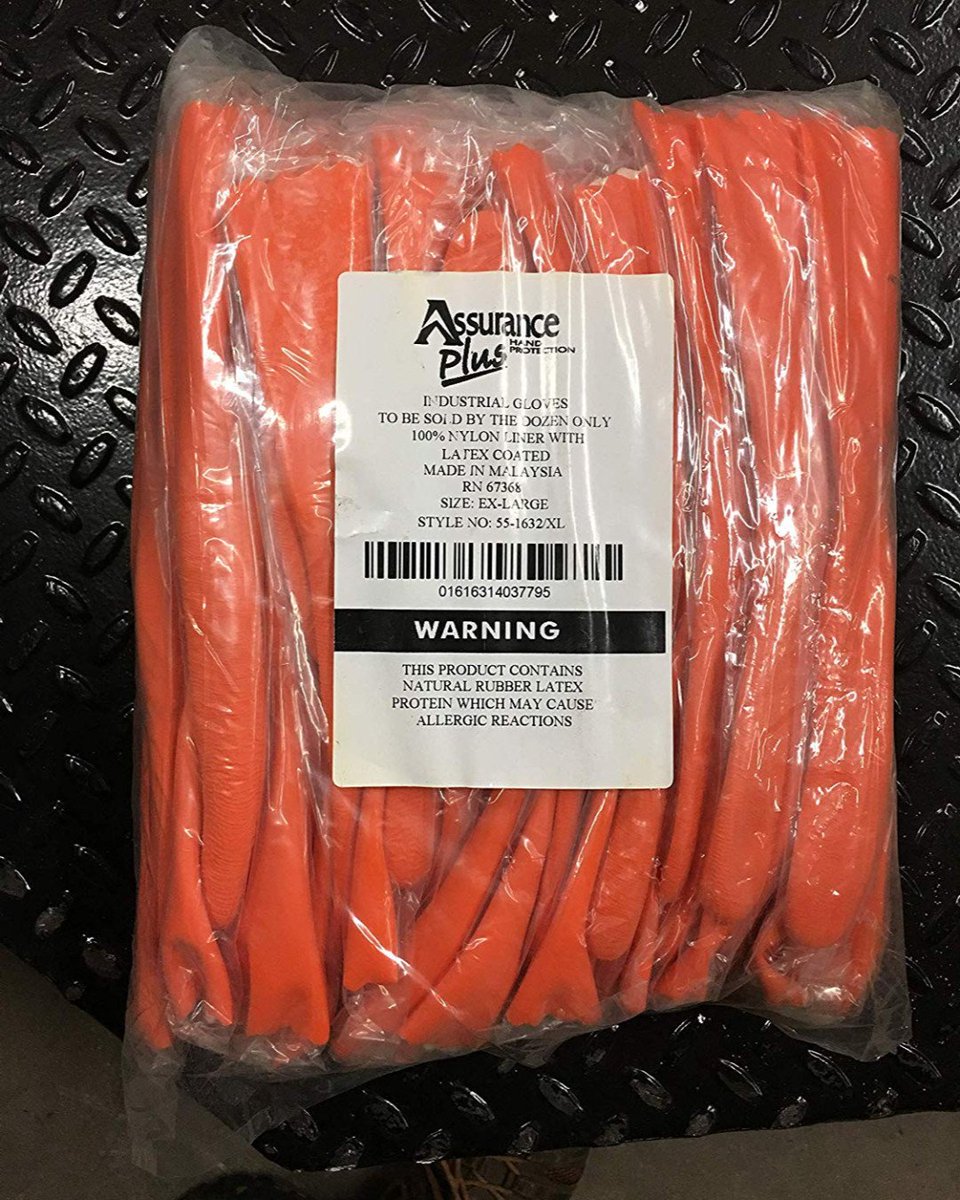 Assurance
Plus HAND
PROTECTION
INDUSTRIAL GLOVES
TO BE SOLD BY THE DOZEN ONLY
100% NYLON LINER WITH
LATEX COATED
MADE IN MALAYSIA
RN 67368
SIZE: EX-LARGE
STYLE NO: 55-1632/XL
01616314037795
WARNING
THIS PRODUCT CONTAINS
NATURAL RUBBER LATEX
PROTEIN WHICH MAY CAUSE
ALLERGIC REACTIONS